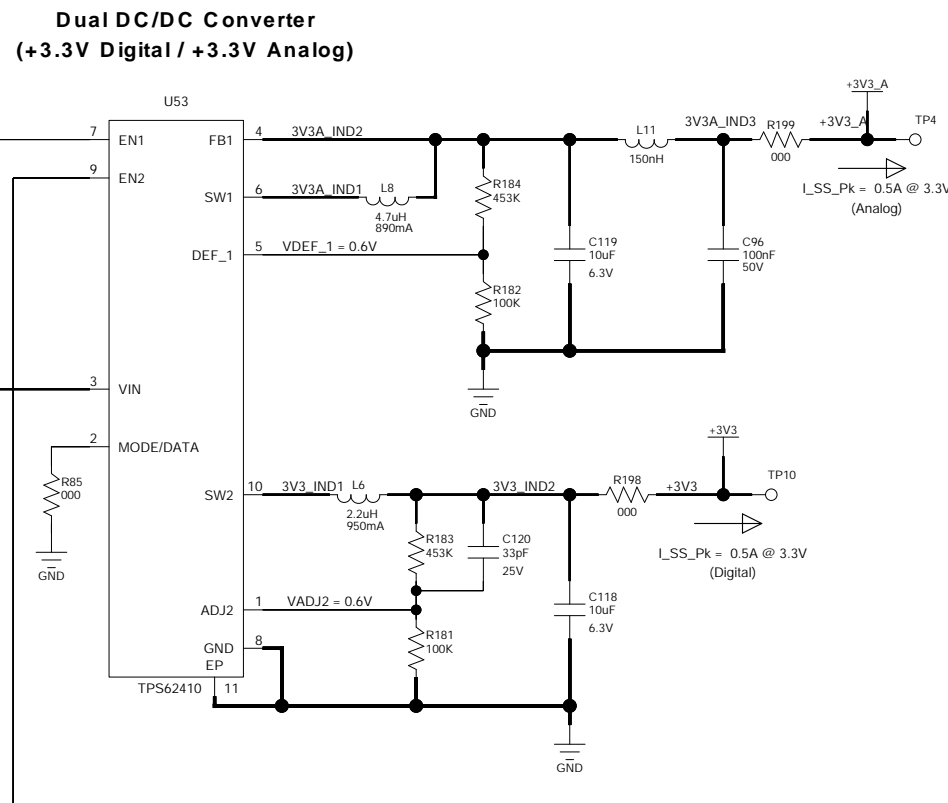 Dual DC/DC Converter
(+3.3V Digital / +3.3V Analog)
U53
7 EN1
9 EN2
3 VIN
2 MODE/DATA
FB1 4 3V3A_IND2
SW1 6 3V3A_IND1 L8
4.7uH
890mA
DEF_1 5 VDEF_1 = 0.6V
R184
453K
R182
100K
C119
10uF
6.3V
L11
150nH
3V3A_IND3
R199
000
C96
100nF
50V
+3V3_A
+3V3_A
TP4
I_SS_Pk = 0.5A @ 3.3V
(Analog)
GND
R85
000
GND
SW2 10 3V3_IND1 L6
2.2uH
950mA
3V3_IND2
R183
453K
C120
33pF
25V
ADJ2 1 VADJ2 = 0.6V
R181
100K
C118
10uF
6.3V
R198
000
+3V3
+3V3
TP10
I_SS_Pk = 0.5A @ 3.3V
(Digital)
GND 8
EP
11
TPS62410
GND